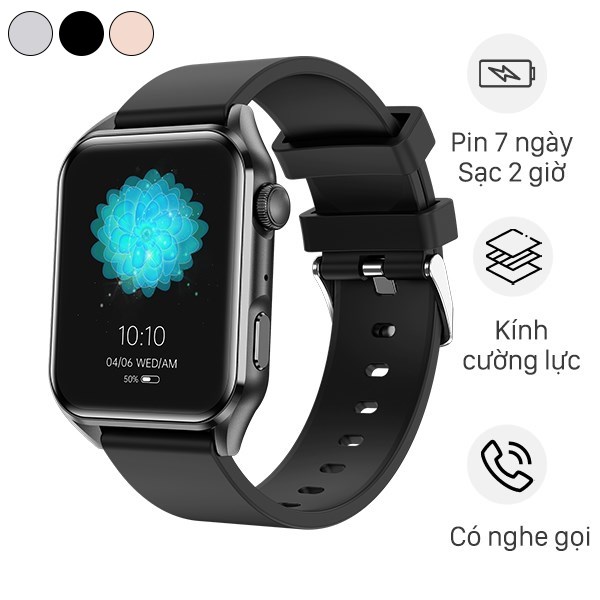 Pin 7 ngày
Sạc 2 giờ
Kính
cường lực
10:10
04/06 WED/AM
50%
Có nghe gọi